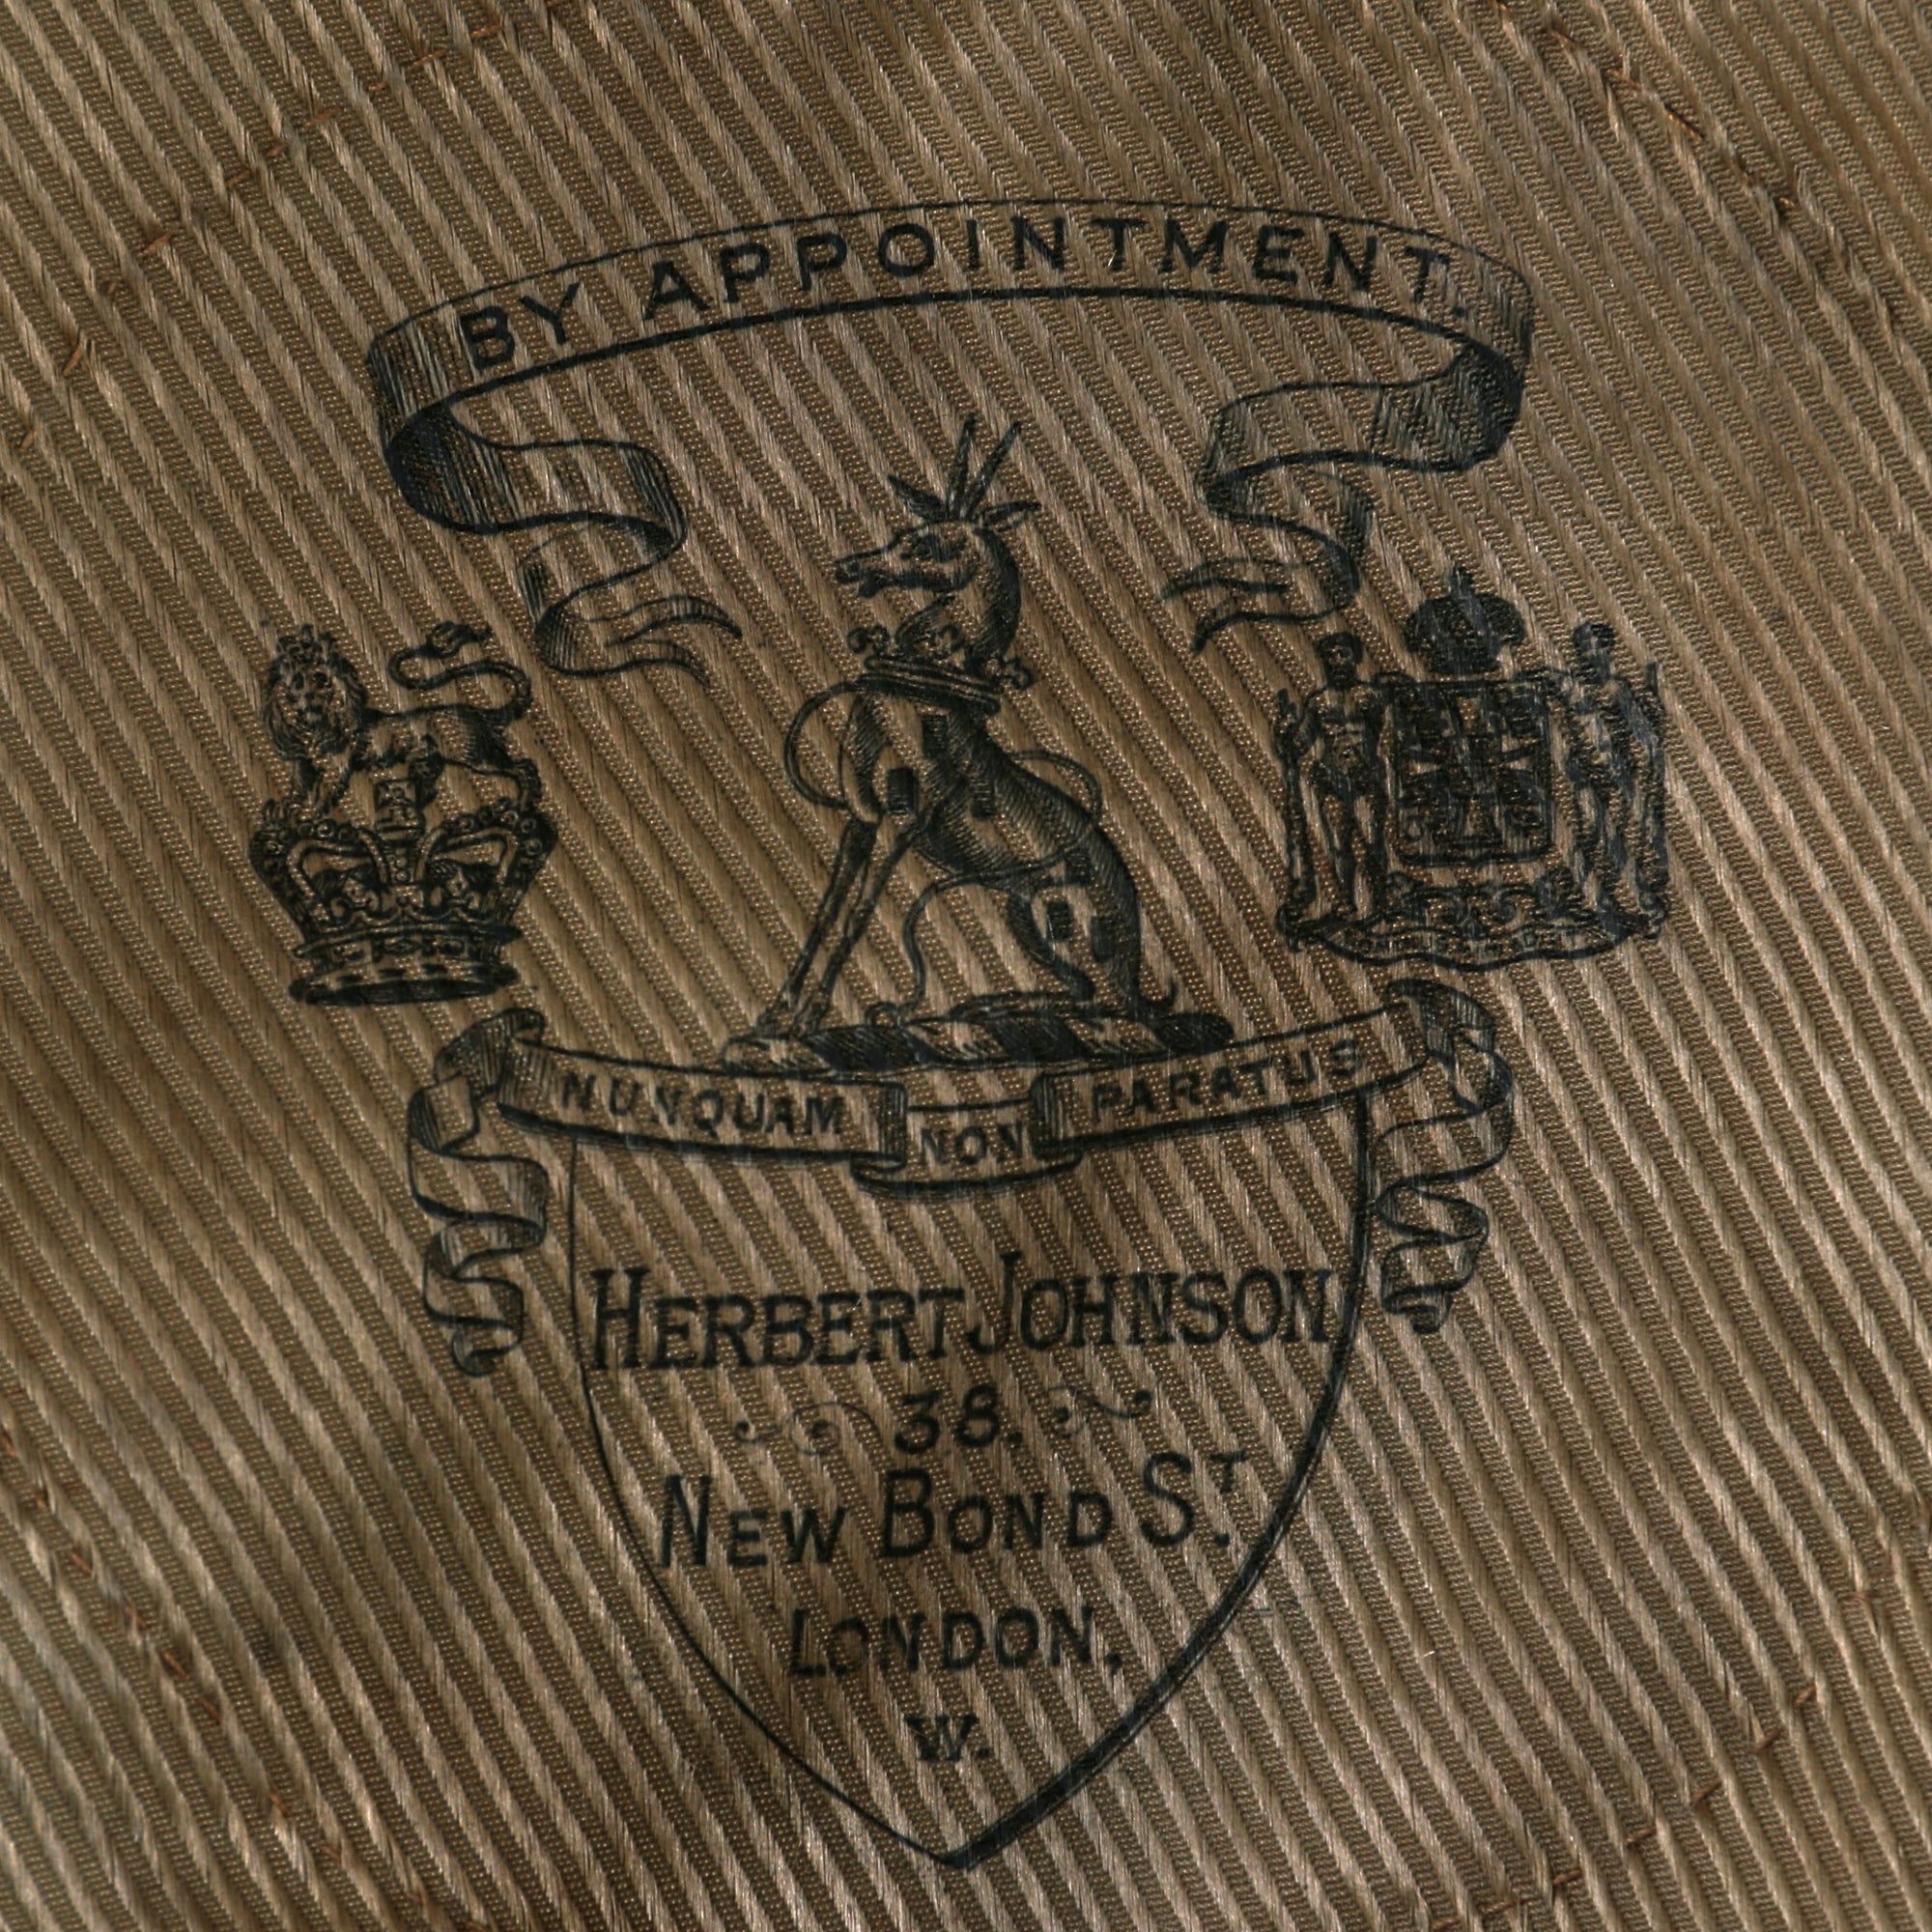 BY APPOINTMENT.
NUNQUAM NON PARATUS
HERBERT JOHNSON
38.
NEW BOND ST.
LONDON,
W.